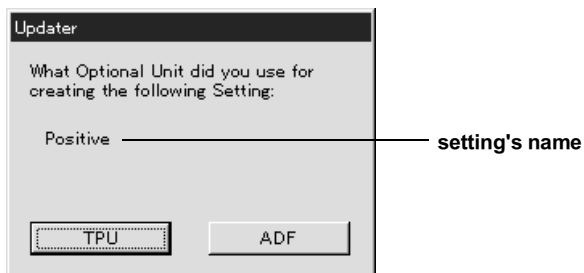 Updater
What Optional Unit did you use for
creating the following Setting:
Positive
setting's name
TPU
ADF